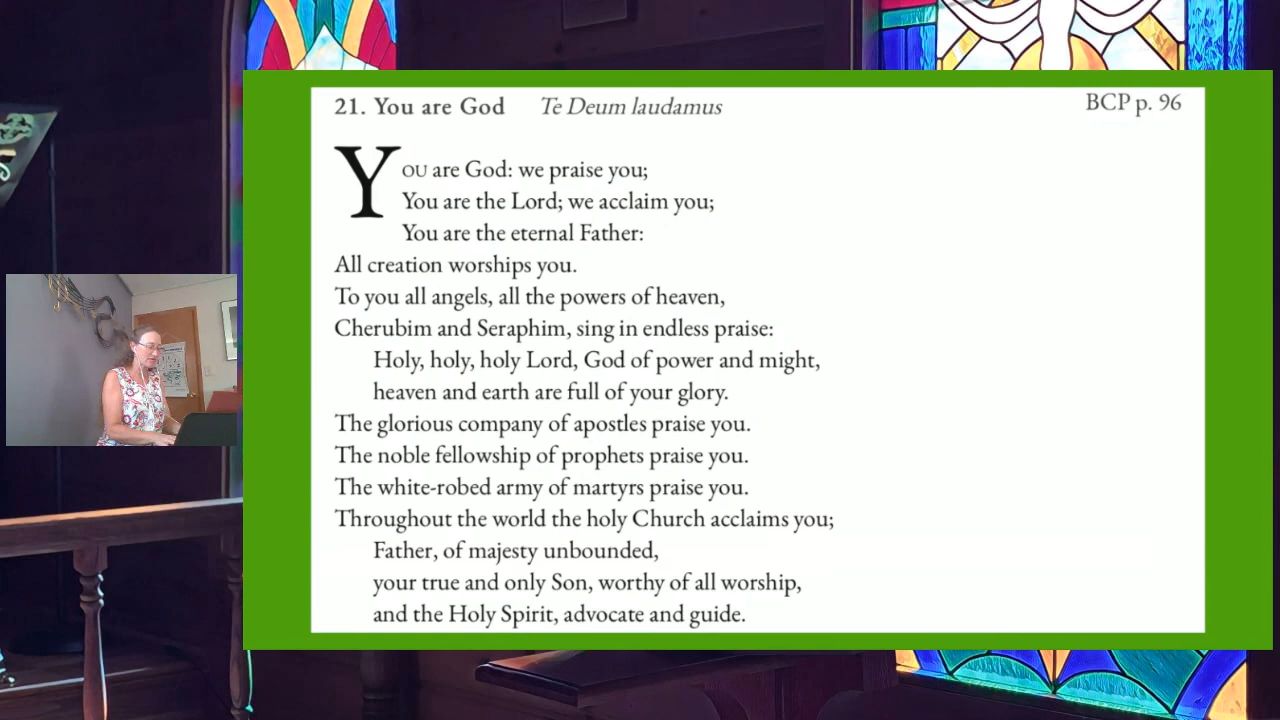 21. You are God Te Deum laudamus BCP p. 96
YOU are God: we praise you;
You are the Lord; we acclaim you;
You are the eternal Father:
All creation worships you.
To you all angels, all the powers of heaven,
Cherubim and Seraphim, sing in endless praise:
Holy, holy, holy Lord, God of power and might,
heaven and earth are full of your glory.
The glorious company of apostles praise you.
The noble fellowship of prophets praise you.
The white-robed army of martyrs praise you.
Throughout the world the holy Church acclaims you;
Father, of majesty unbounded,
your true and only Son, worthy of all worship,
and the Holy Spirit, advocate and guide.